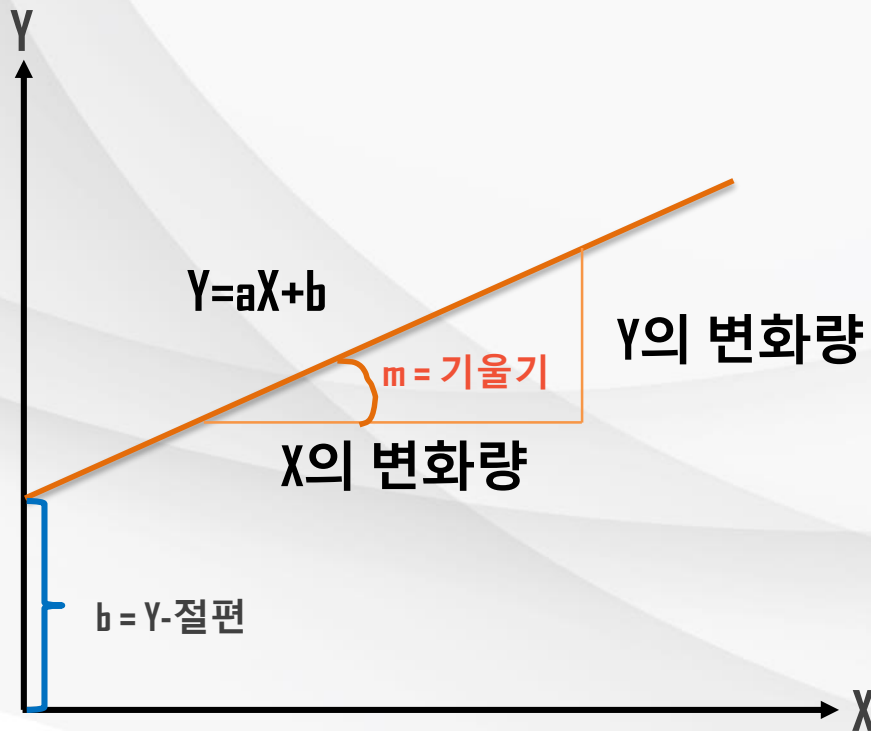 Y
Y=aX+b
Y의 변화량
m = 기울기
X의 변화량
b = Y-절편
X